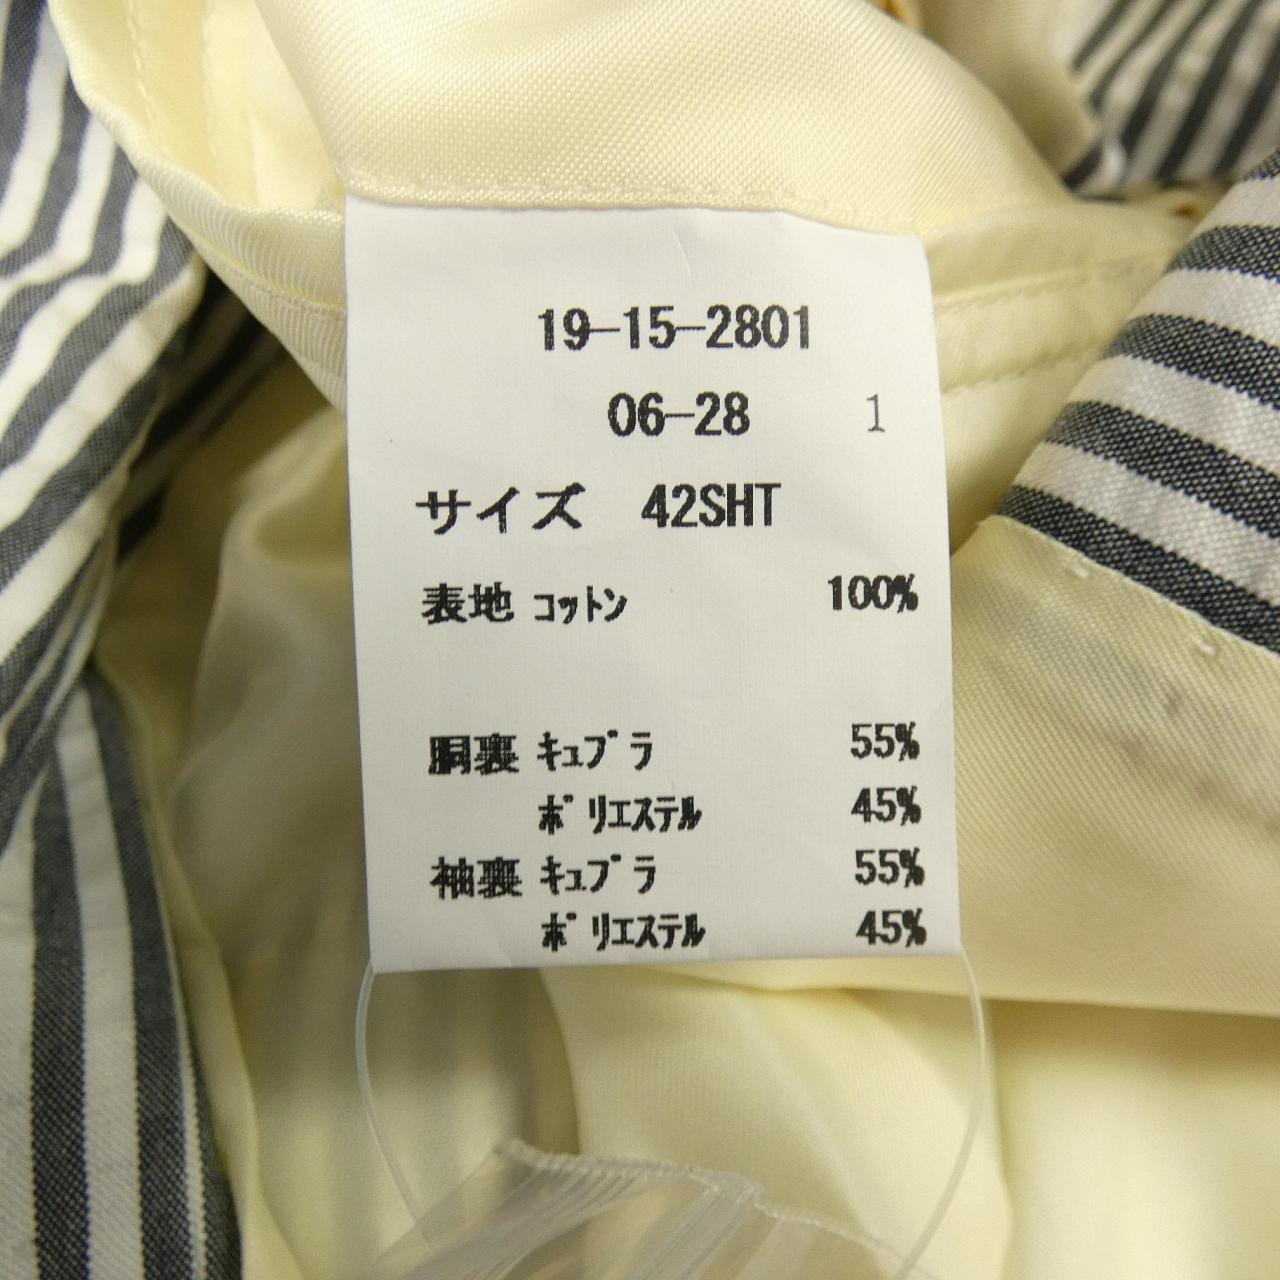 19-15-2801
06-28 1
サイズ 42SHT
表地 コットン 100%
胴裏 キュプラ 55%
ポリエステル 45%
袖裏 キュプラ 55%
ポリエステル 45%